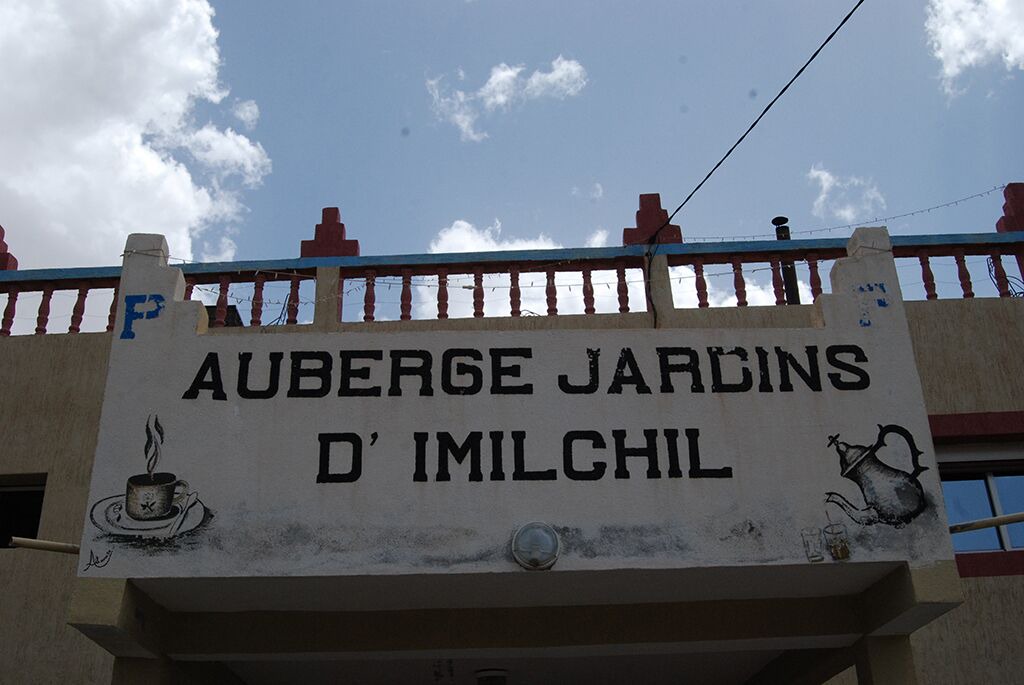 P
AUBERGE JARDINS
D' IMILCHIL